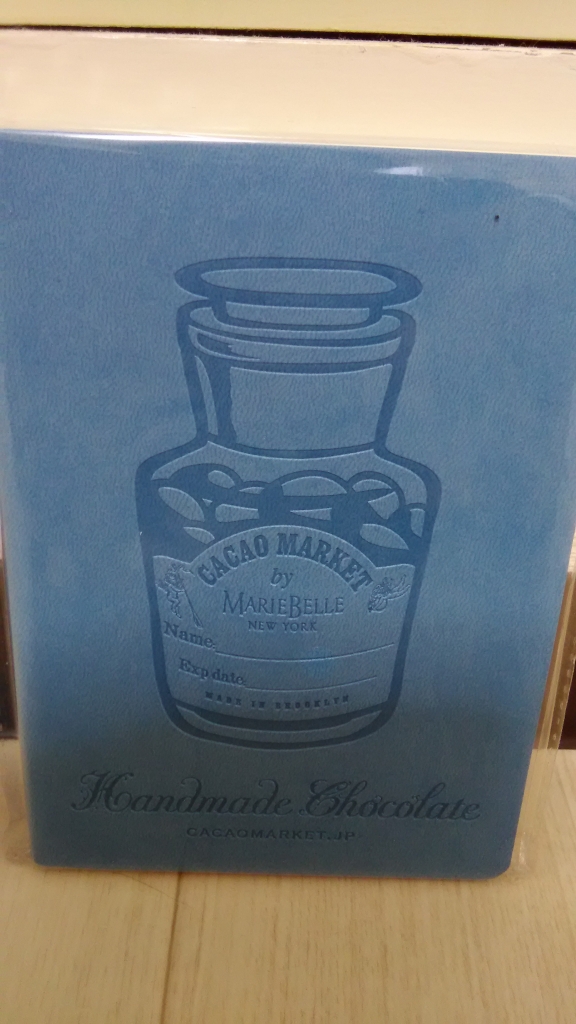 CACAO MARKET
by
MARIEBELLE
NEW YORK
Name
Exp date
MADE IN BROOKLYN
Handmade Chocolate
CACAOMARKET.JP